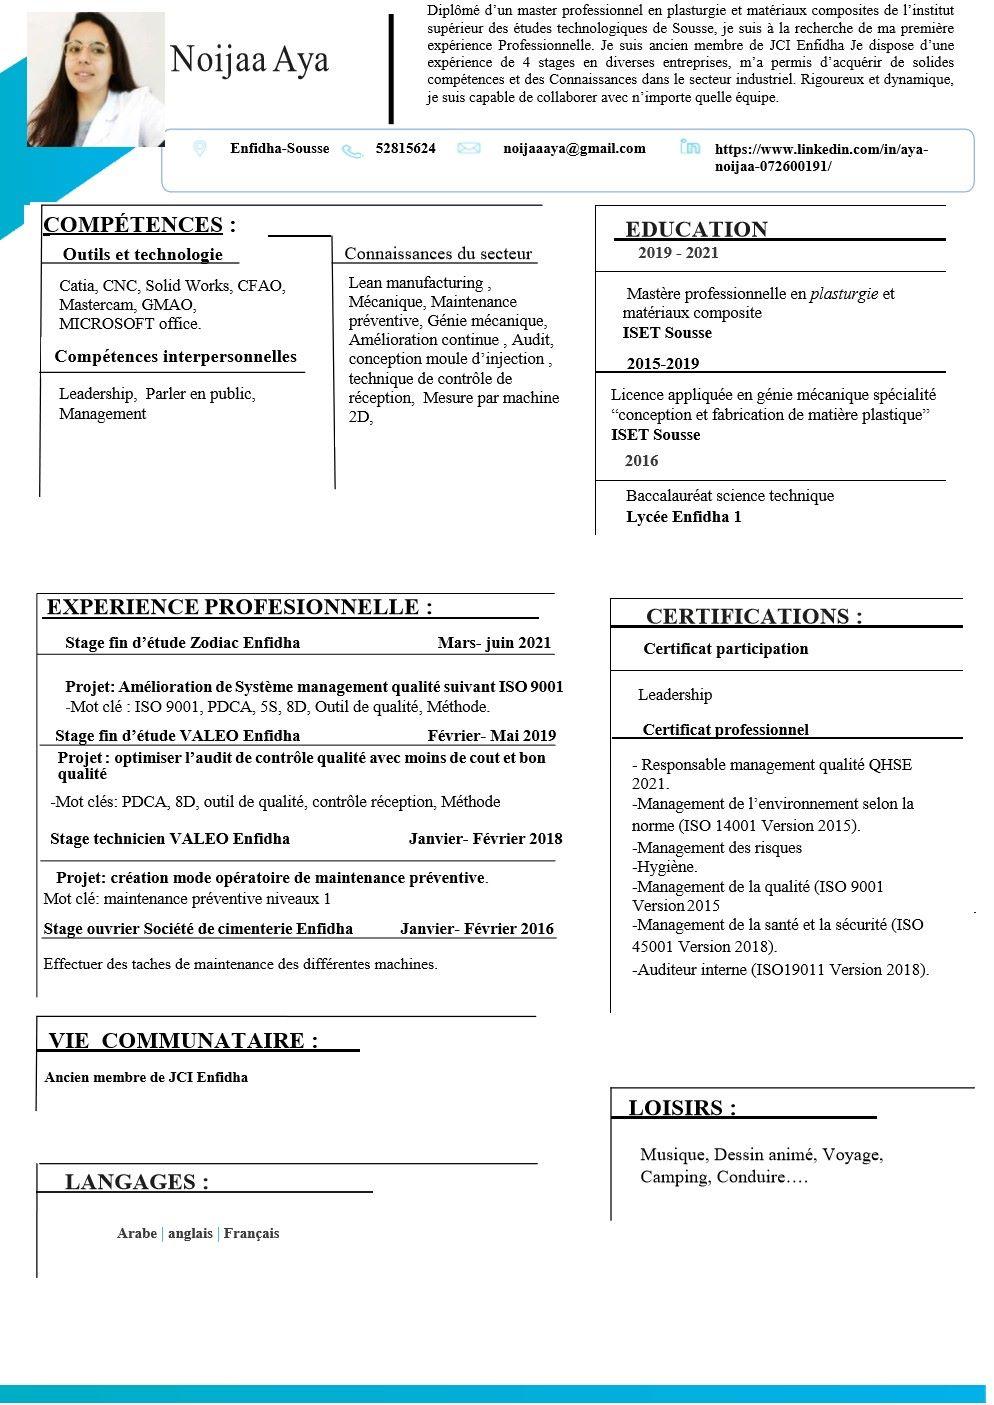 Noijaa Aya
Diplômé d’un master professionnel en plasturgie et matériaux composites de l’institut
supérieur des études technologiques de Sousse, je suis à la recherche de ma première
expérience Professionnelle. Je suis ancien membre de JCI Enfidha Je dispose d’une
expérience de 4 stages en diverses entreprises, m’a permis d’acquérir de solides
compétences et des Connaissances dans le secteur industriel. Rigoureux et dynamique,
je suis capable de collaborer avec n’importe quelle équipe.
Enfidha-Sousse 52815624 noijaaaya@gmail.com https://www.linkedin.com/in/aya-
noijaa-072600191/
COMPÉTENCES :
Outils et technologie
Catia, CNC, Solid Works, CFAO,
Mastercam, GMAO,
MICROSOFT office.
Compétences interpersonnelles
Leadership, Parler en public,
Management
Connaissances du secteur
Lean manufacturing ,
Mécanique, Maintenance
préventive, Génie mécanique,
Amélioration continue , Audit,
conception moule d’injection ,
technique de contrôle de
réception, Mesure par machine
2D,
EDUCATION
2019 - 2021
Mastère professionnelle en plasturgie et
matériaux composite
ISET Sousse
2015-2019
Licence appliquée en génie mécanique spécialité
“conception et fabrication de matière plastique”
ISET Sousse
2016
Baccalauréat science technique
Lycée Enfidha 1
EXPERIENCE PROFESIONNELLE :
Stage fin d’étude Zodiac Enfidha Mars- juin 2021
Projet: Amélioration de Système management qualité suivant ISO 9001
-Mot clé : ISO 9001, PDCA, 5S, 8D, Outil de qualité, Méthode.
Stage fin d’étude VALEO Enfidha Février- Mai 2019
Projet : optimiser l’audit de contrôle qualité avec moins de cout et bon
qualité
-Mot clés: PDCA, 8D, outil de qualité, contrôle réception, Méthode
Stage technicien VALEO Enfidha Janvier- Février 2018
Projet: création mode opératoire de maintenance préventive.
Mot clé: maintenance préventive niveaux 1
Stage ouvrier Société de cimenterie Enfidha Janvier- Février 2016
Effectuer des taches de maintenance des différentes machines.
CERTIFICATIONS :
Certificat participation
Leadership
Certificat professionnel
- Responsable management qualité QHSE
2021.
-Management de l’environnement selon la
norme (ISO 14001 Version 2015).
-Management des risques
-Hygiène.
-Management de la qualité (ISO 9001
Version 2015
-Management de la santé et la sécurité (ISO
45001 Version 2018).
-Auditeur interne (ISO19011 Version 2018).
VIE COMMUNATAIRE :
Ancien membre de JCI Enfidha
LOISIRS :
Musique, Dessin animé, Voyage,
Camping, Conduire….
LANGAGES :
Arabe | anglais | Français